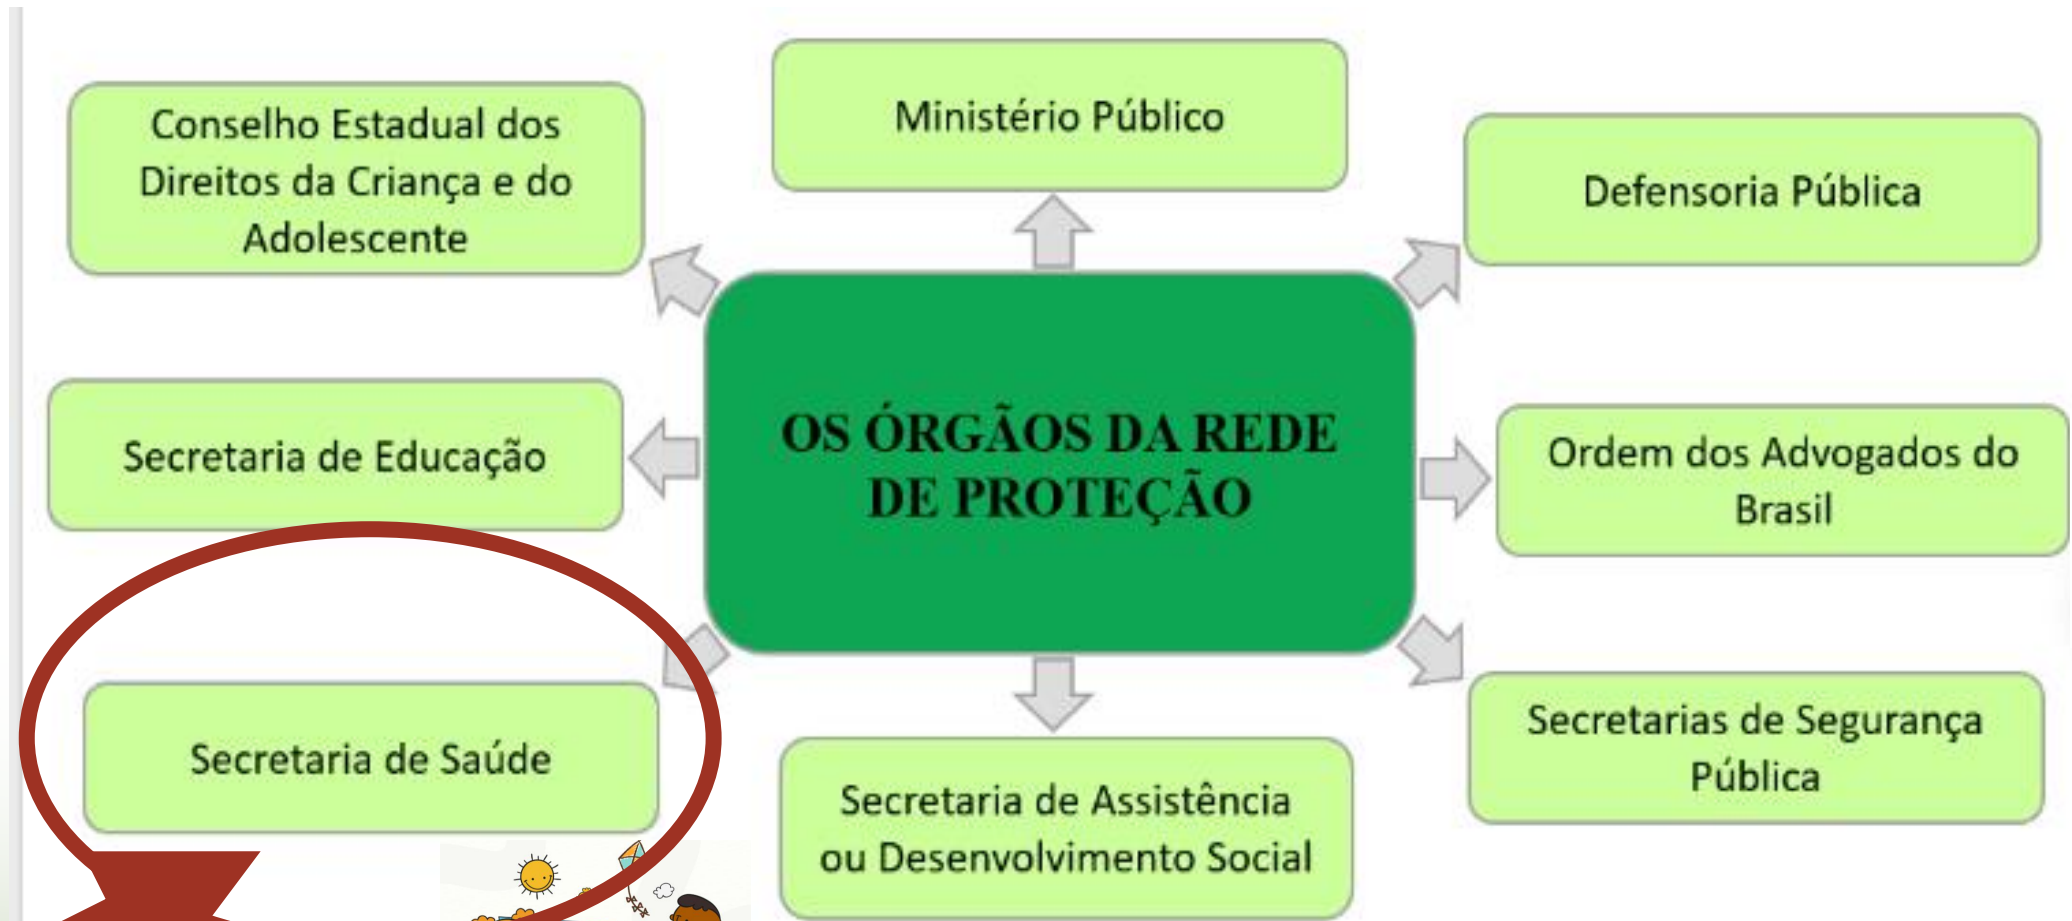 Ministério Público
Conselho Estadual dos
Direitos da Criança e do
Adolescente
Defensoria Pública
OS ÓRGÃOS DA REDE
DE PROTEÇÃO
Secretaria de Educação
Ordem dos Advogados do
Brasil
Secretaria de Saúde
Secretarias de Segurança
Pública
Secretaria de Assistência
ou Desenvolvimento Social